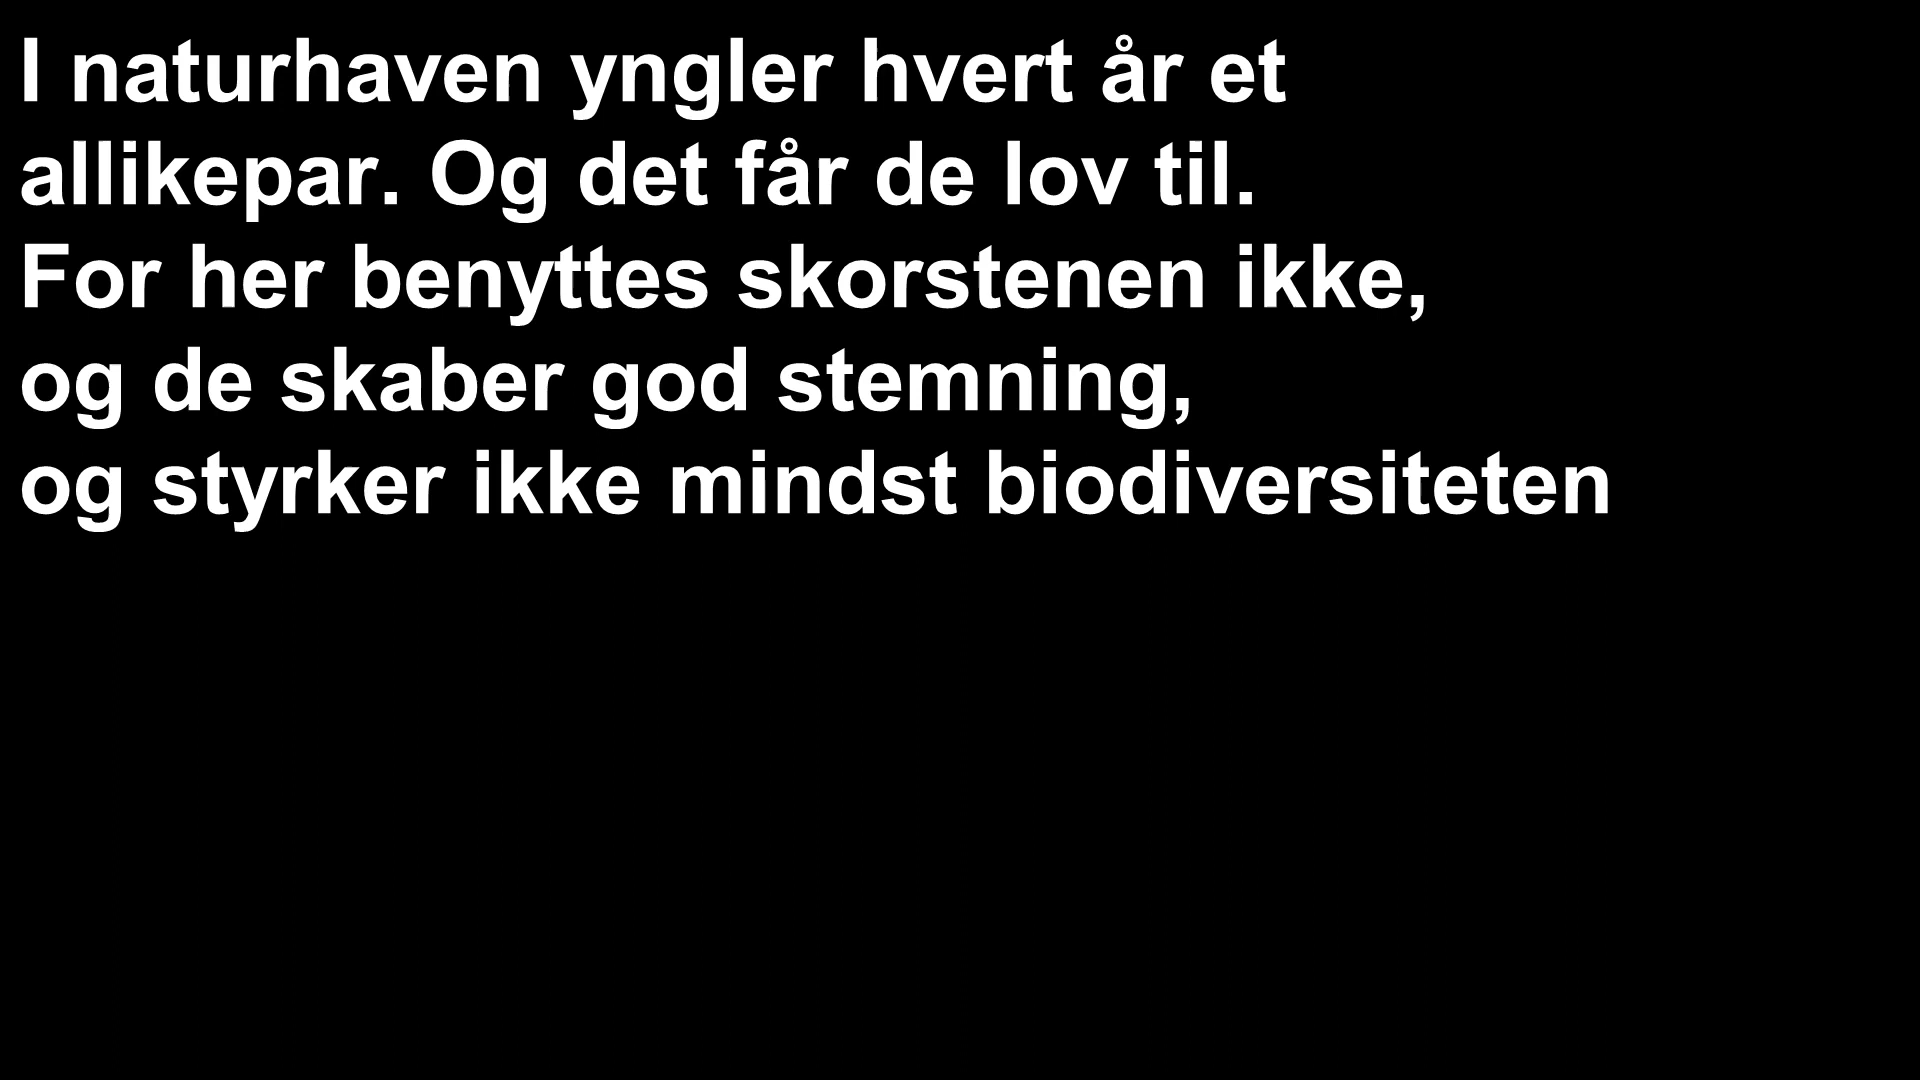 I naturhaven yngler hvert år et
allikepar. Og det får de lov til.
For her benyttes skorstenen ikke,
og de skaber god stemning,
og styrker ikke mindst biodiversiteten